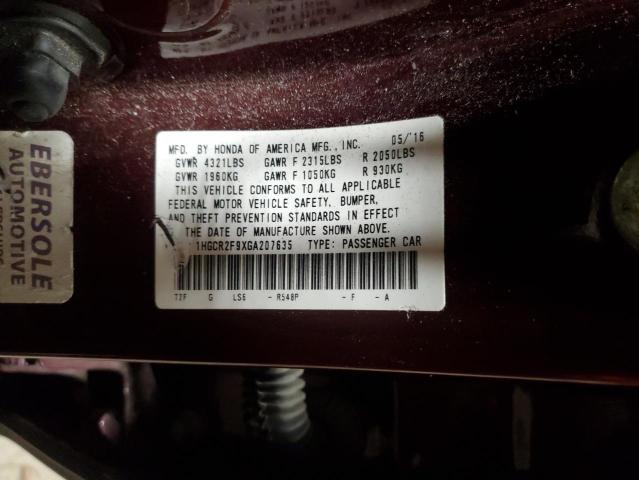 EBERSOLE
AUTOMOTIVE
MFD. BY HONDA OF AMERICA MFG., INC. 05/'16
GVWR 4321LBS GAWR F 2315LBS R 2050LBS
GVWR 1960KG GAWR F 1050KG R 930KG
THIS VEHICLE CONFORMS TO ALL APPLICABLE
FEDERAL MOTOR VEHICLE SAFETY, BUMPER,
AND THEFT PREVENTION STANDARDS IN EFFECT
THE DATE OF MANUFACTURE SHOWN ABOVE.
1HGCR2F9XGA207635 TYPE: PASSENGER CAR
T2F G LS6 - R548P - F - A